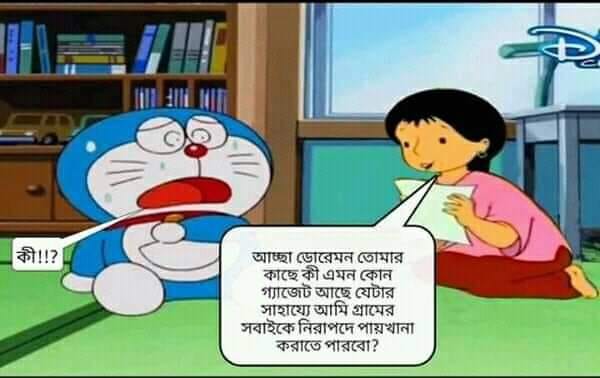 কী!!?
আচ্ছা ডোরেমন তোমার
কাছে কী এমন কোন
গ্যাজেট আছে যেটার
সাহায্যে আমি গ্রামের
সবাইকে নিরাপদে পায়খানা
করাতে পারবো?